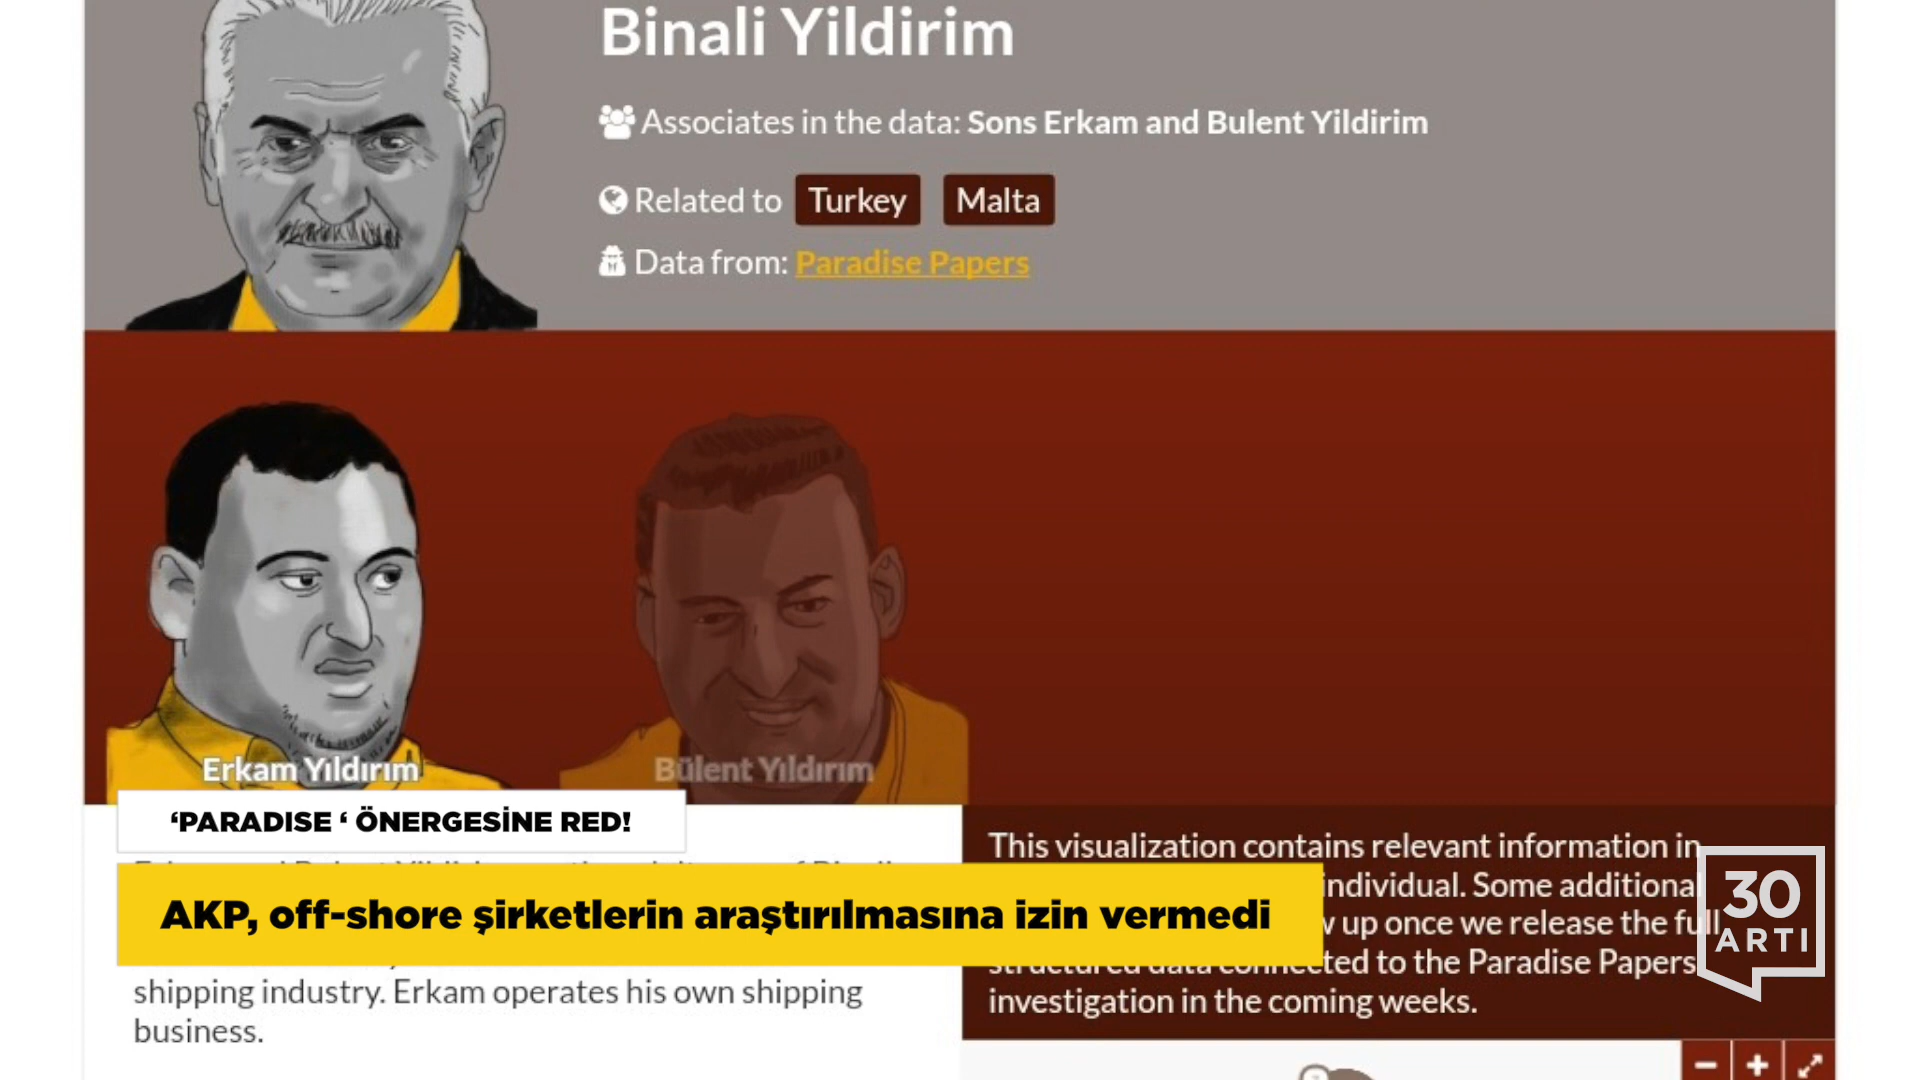 Binali Yildirim
Associates in the data: Sons Erkam and Bulent Yildirim
Related to Turkey Malta
Data from: Paradise Papers
Erkam Yıldırım
Bülent Yıldırım
‘PARADISE ‘ ÖNERGESİNE RED!
AKP, off-shore şirketlerin araştırılmasına izin vermedi
shipping industry. Erkam operates his own shipping
business.
This visualization contains relevant information in
individual. Some additional
up once we release the full
structured data connected to the Paradise Papers
investigation in the coming weeks.
30
ARTI